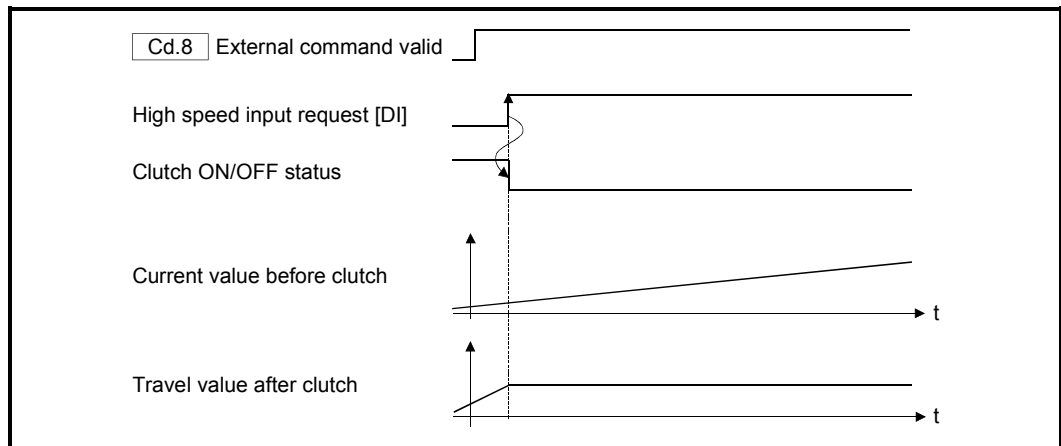 Cd.8 External command valid
High speed input request [DI]
Clutch ON/OFF status
Current value before clutch
t
Travel value after clutch
t